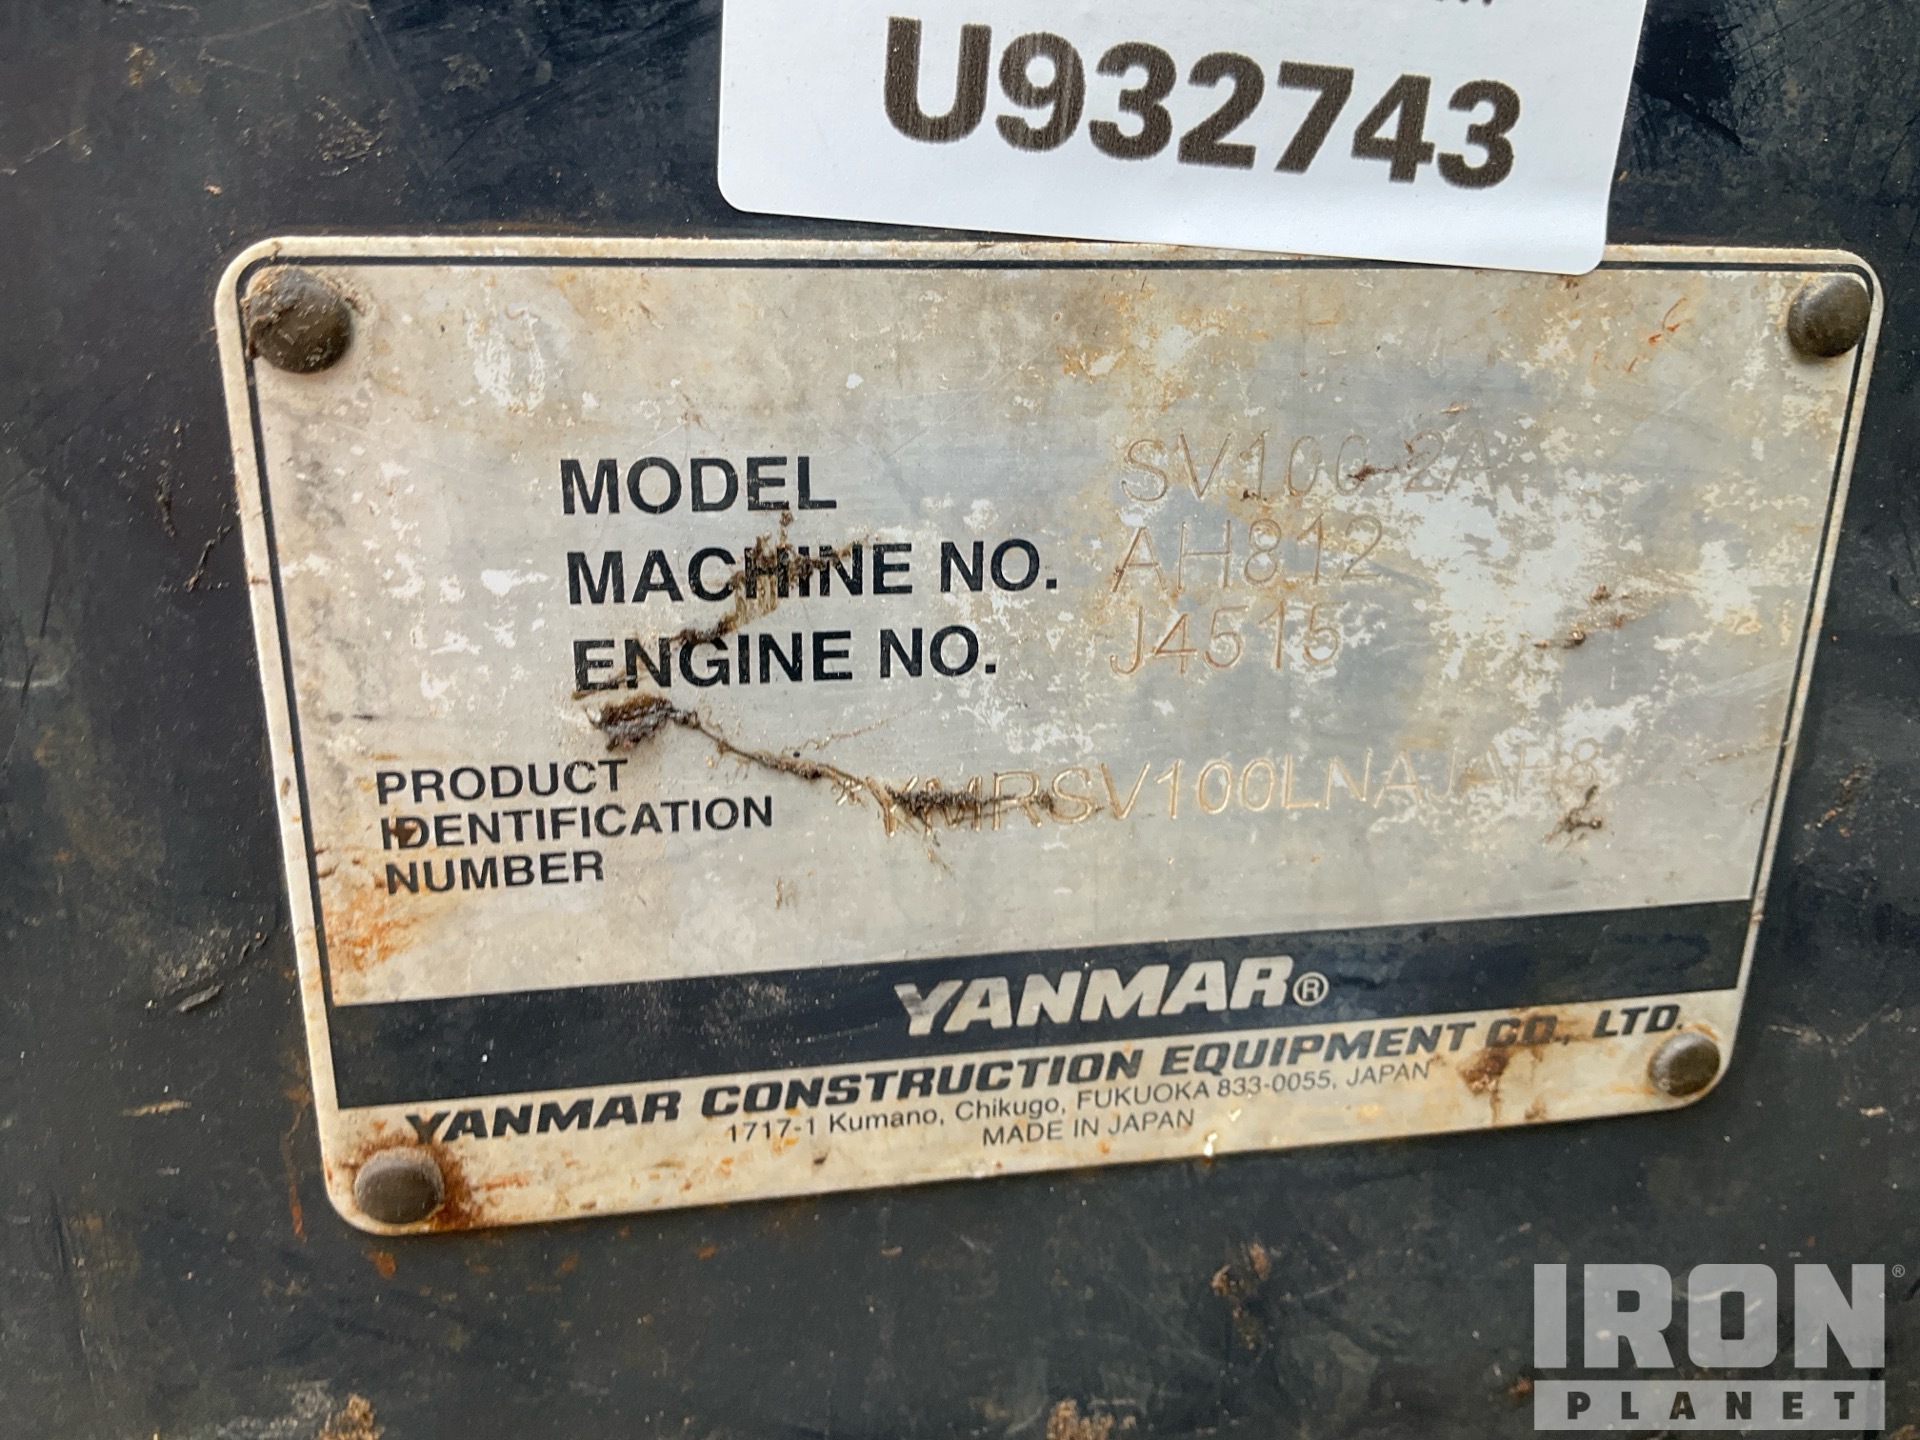 U932743
MODEL SV100-2A
MACHINE NO. AH812
ENGINE NO. J4515
PRODUCT
IDENTIFICATION
NUMBER
YANMAR®
YANMAR CONSTRUCTION EQUIPMENT CO., LTD.
1717-1 Kumano, Chikugo, FUKUOKA 833-0055, JAPAN
MADE IN JAPAN
IRON®
PLANET